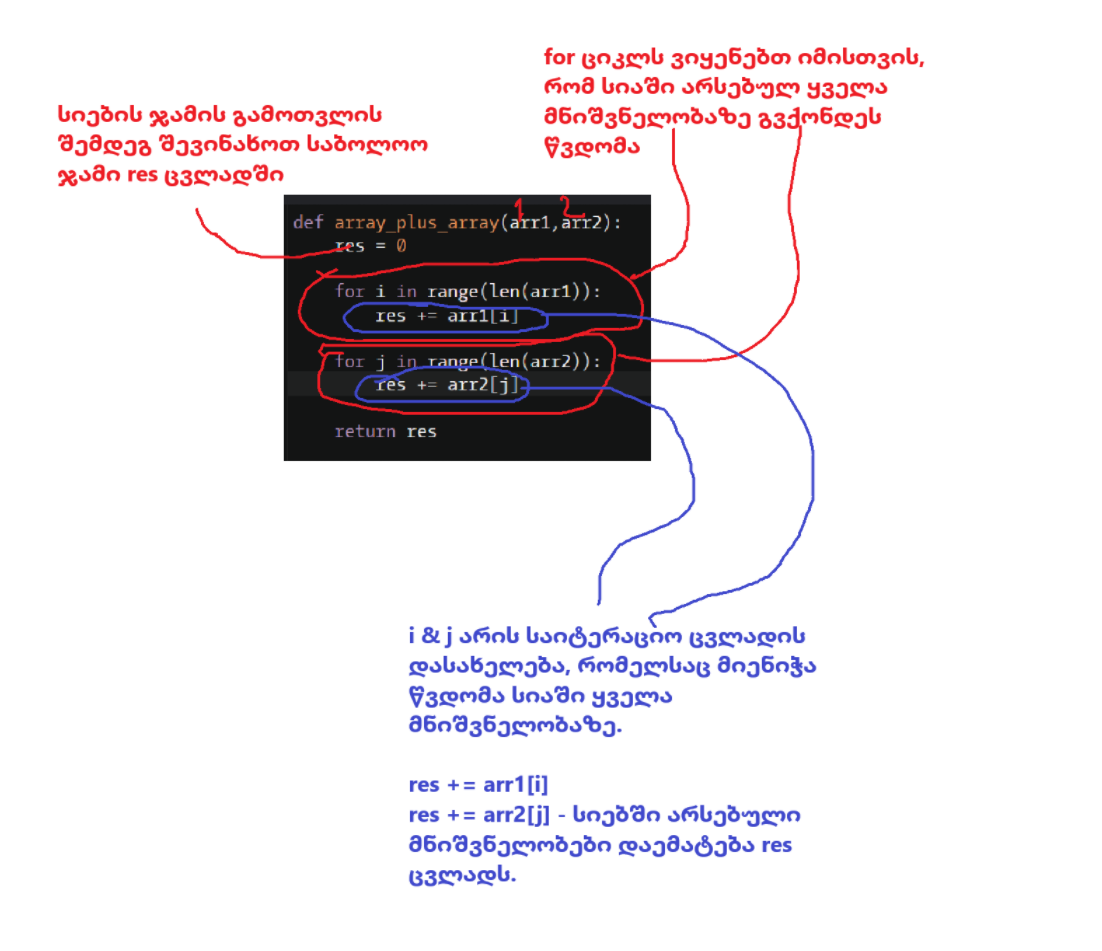 for ციკლს ვიყენებთ იმისთვის,
რომ სიაში არსებულ ყველა
მნიშვნელობაზე გვქონდეს
წვდომა
სიების ჯამის გამოთვლის
შემდეგ შევინახოთ საბოლოო
ჯამი res ცვლადში
1 2
def array_plus_array(arr1,arr2):
    res = 0
    for i in range(len(arr1)):
        res += arr1[i]
    for j in range(len(arr2)):
        res += arr2[j]
    return res
i & j არის საიტერაციო ცვლადის
დასახელება, რომელსაც მიენიჭა
წვდომა სიაში ყველა
მნიშვნელობაზე.
res += arr1[i]
res += arr2[j] - სიებში არსებული
მნიშვნელობები დაემატება res
ცვლადს.